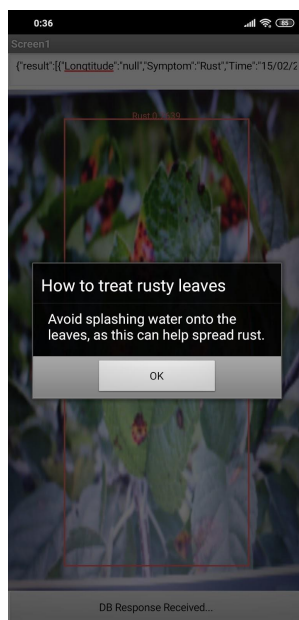 0:36
85
Screen1
{"result":[{"Longtitude":"null","Symptom":"Rust","Time":"15/02/2
Rust
How to treat rusty leaves
Avoid splashing water onto the
leaves, as this can help spread rust.
OK
DB Response Received...